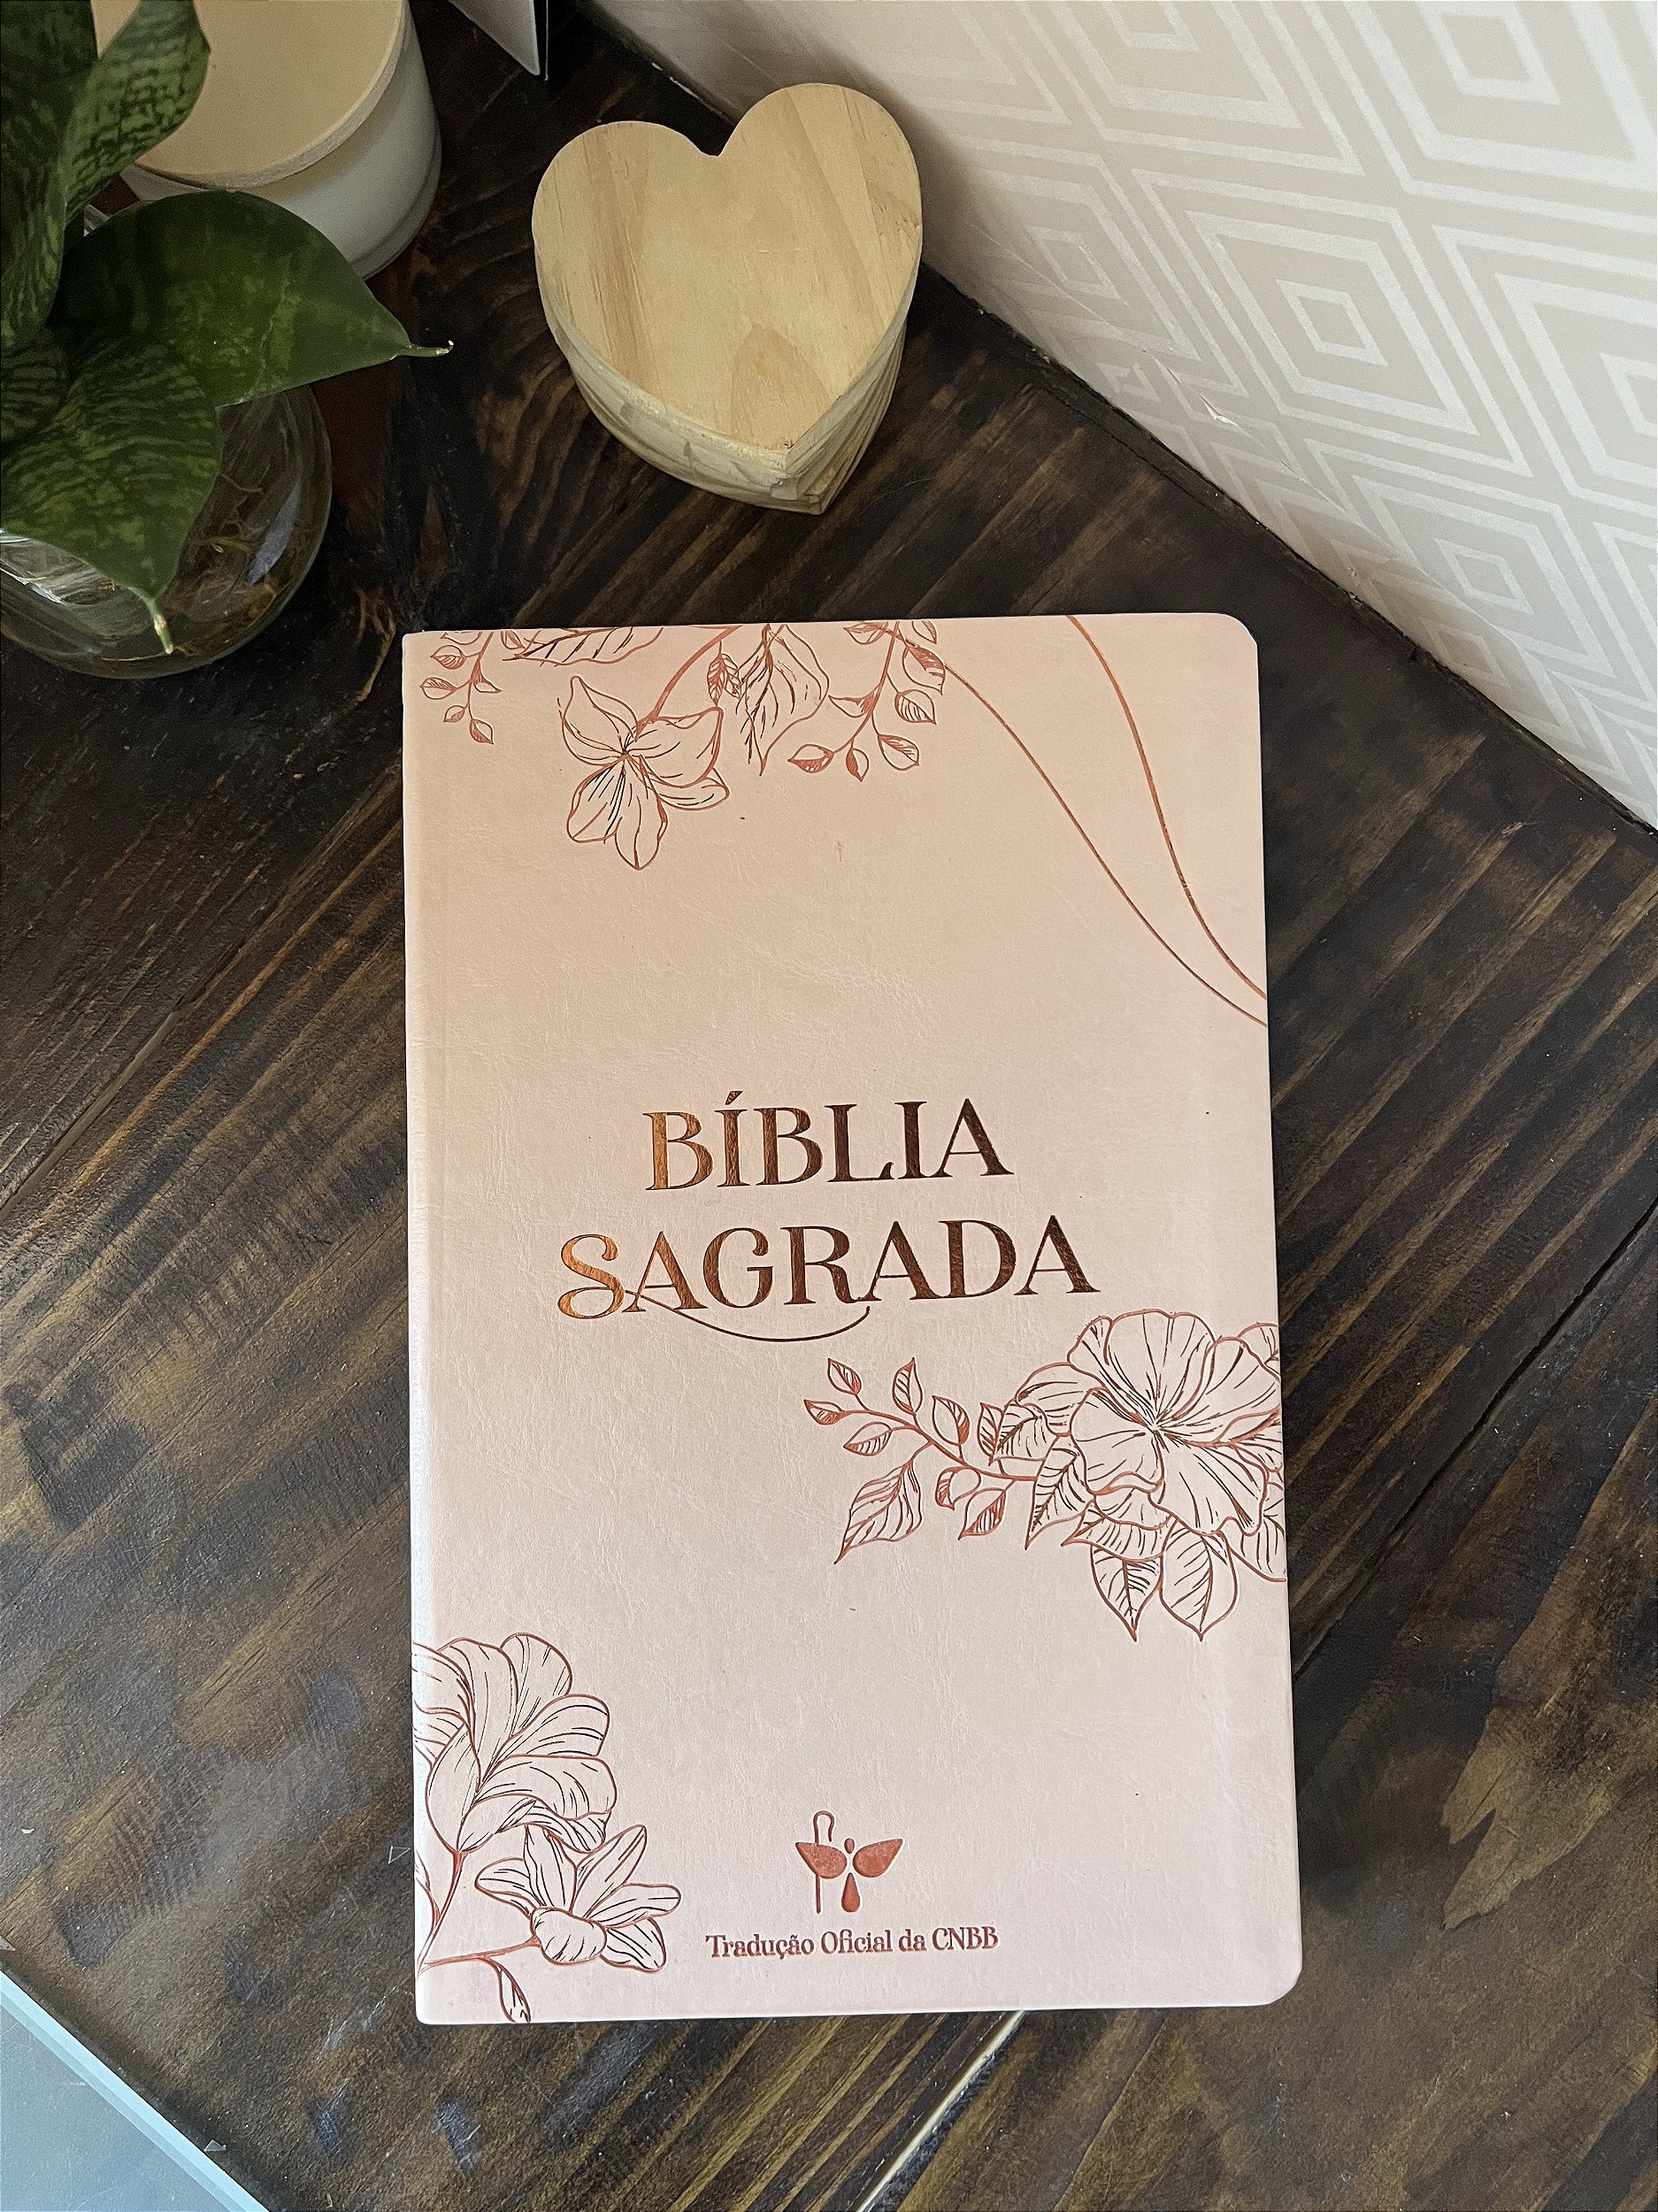 BÍBLIA
SAGRADA
Tradução Oficial da CNBB